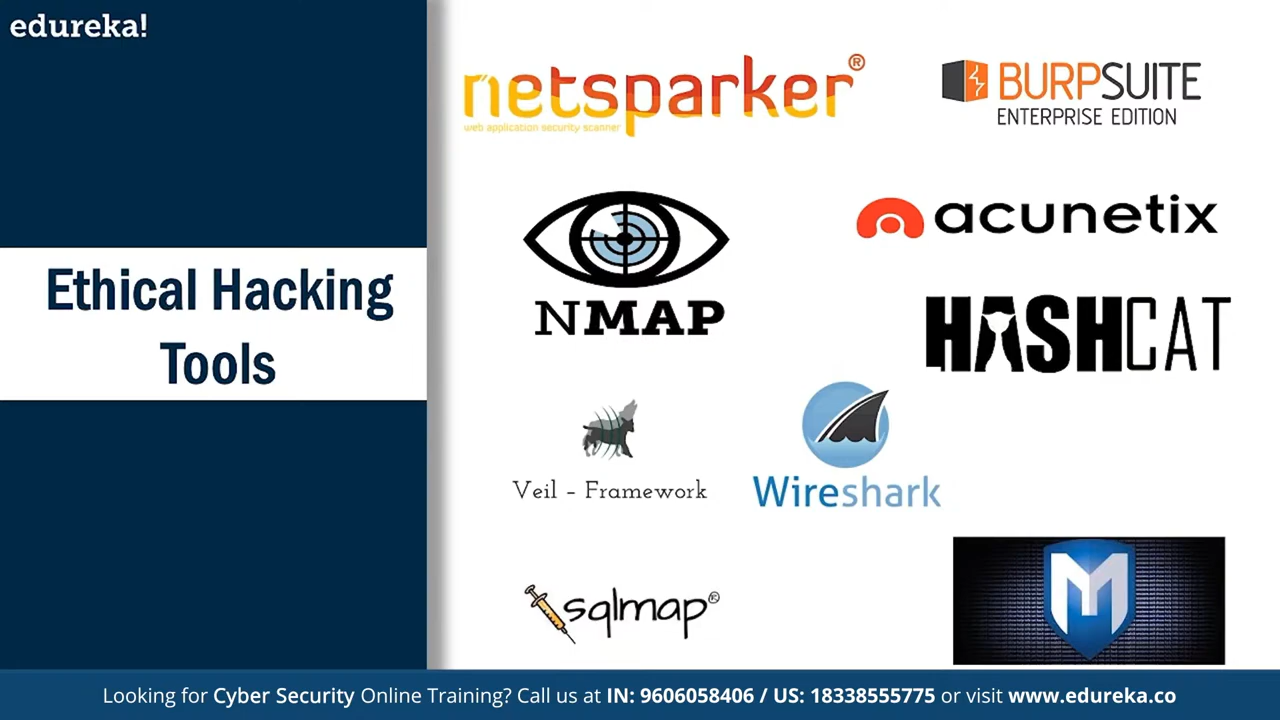 edureka!
Ethical Hacking
Tools
netsparker®
web application security scanner
BURPSUITE
ENTERPRISE EDITION
NMAP
acunetix
HASHCAT
Veil – Framework
Wireshark
sqlmap®
M
Looking for Cyber Security Online Training? Call us at IN: 9606058406 / US: 18338555775 or visit www.edureka.co